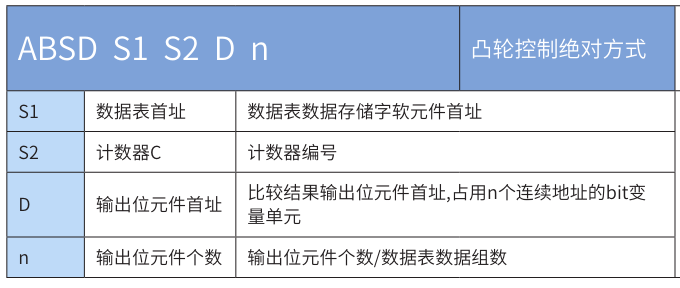 ABSD S1 S2 D n 凸轮控制绝对方式
S1 数据表首址 数据表数据存储字软元件首址
S2 计数器C 计数器编号
D 输出位元件首址 比较结果输出位元件首址,占用n个连续地址的bit变
量单元
n 输出位元件个数 输出位元件个数/数据表数据组数